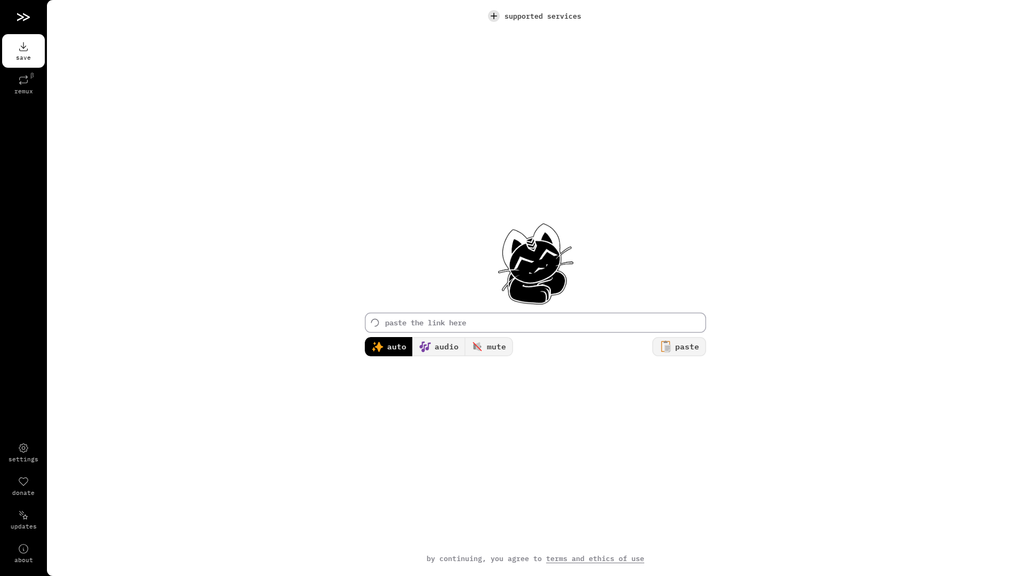 supported services
save
remux β
paste the link here
auto audio mute paste
settings
donate
updates
about
by continuing, you agree to terms and ethics of use